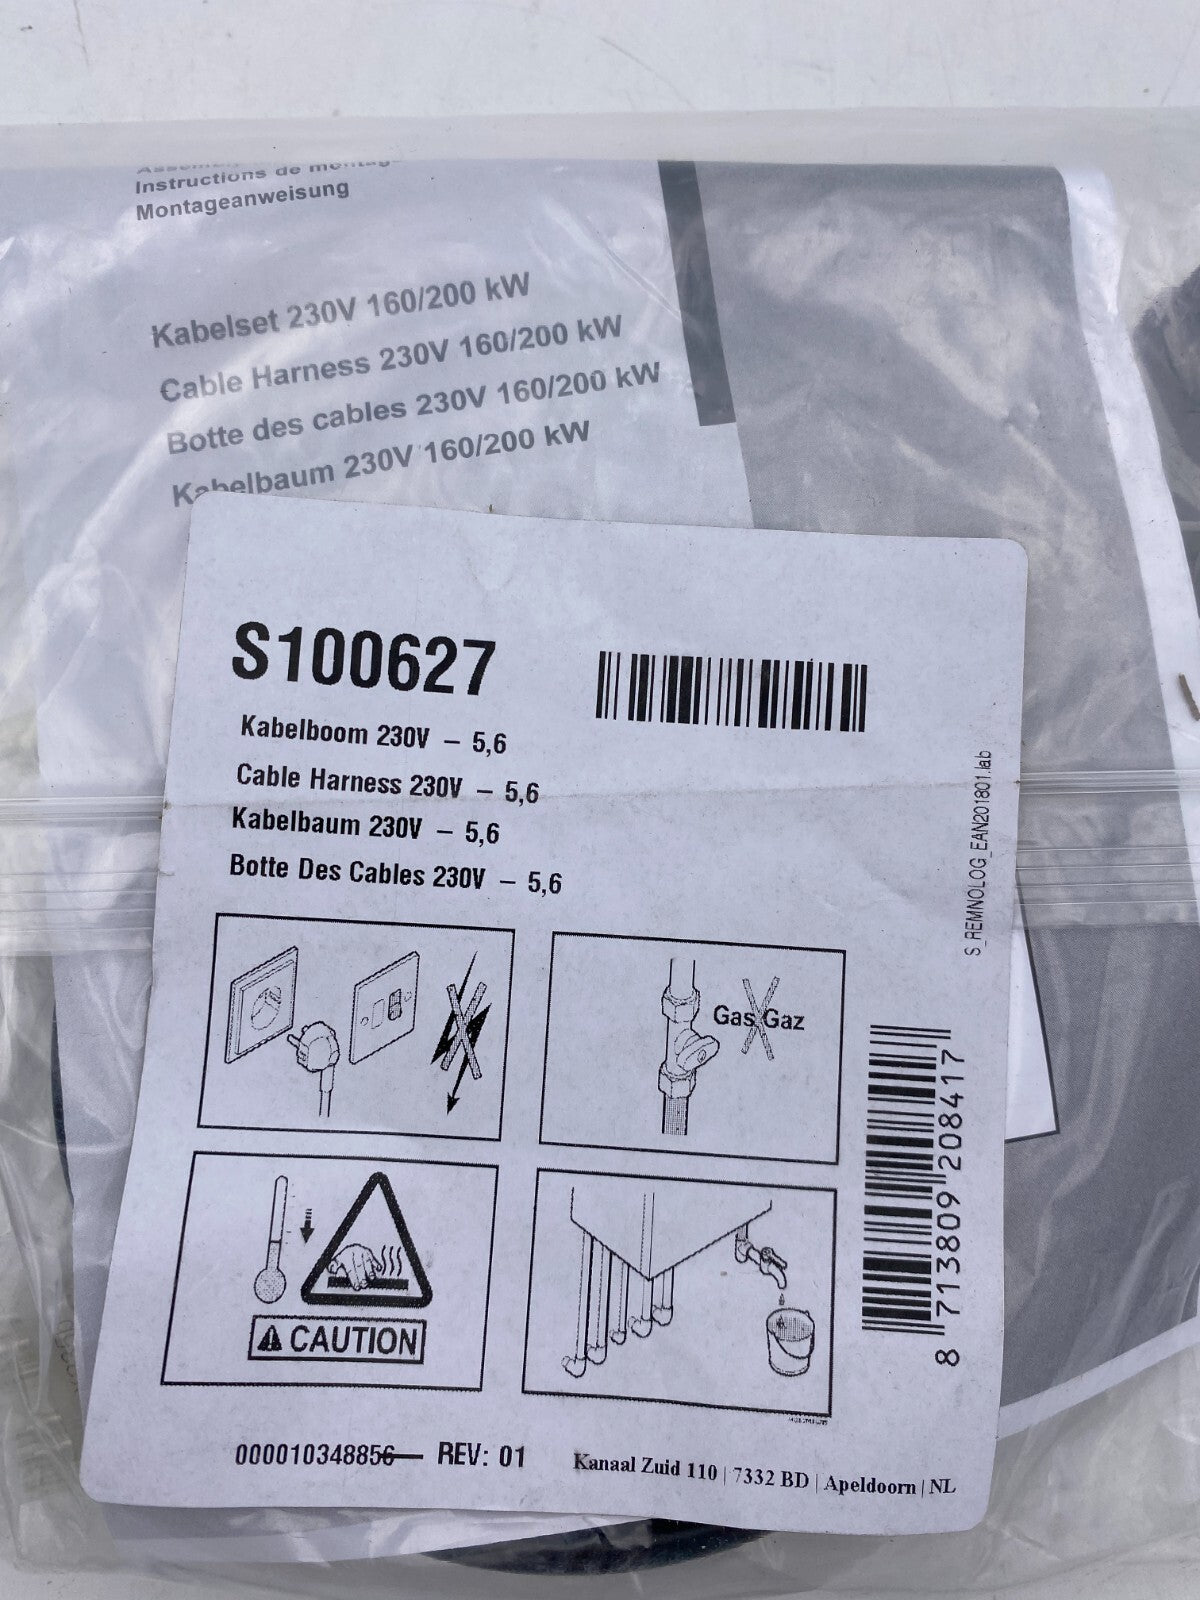 Instructions de montage
Montageanweisung
Kabelset 230V 160/200 kW
Cable Harness 230V 160/200 kW
Botte des cables 230V 160/200 kW
Kabelbaum 230V 160/200 kW
S100627
Kabelboom 230V – 5,6
Cable Harness 230V – 5,6
Kabelbaum 230V – 5,6
Botte Des Cables 230V – 5,6
S_REMNOLOG_EAN201801.lab
Gas Gaz
8 713809 208417
CAUTION
000010348856 REV: 01
Kanaal Zuid 110 | 7332 BD | Apeldoorn | NL